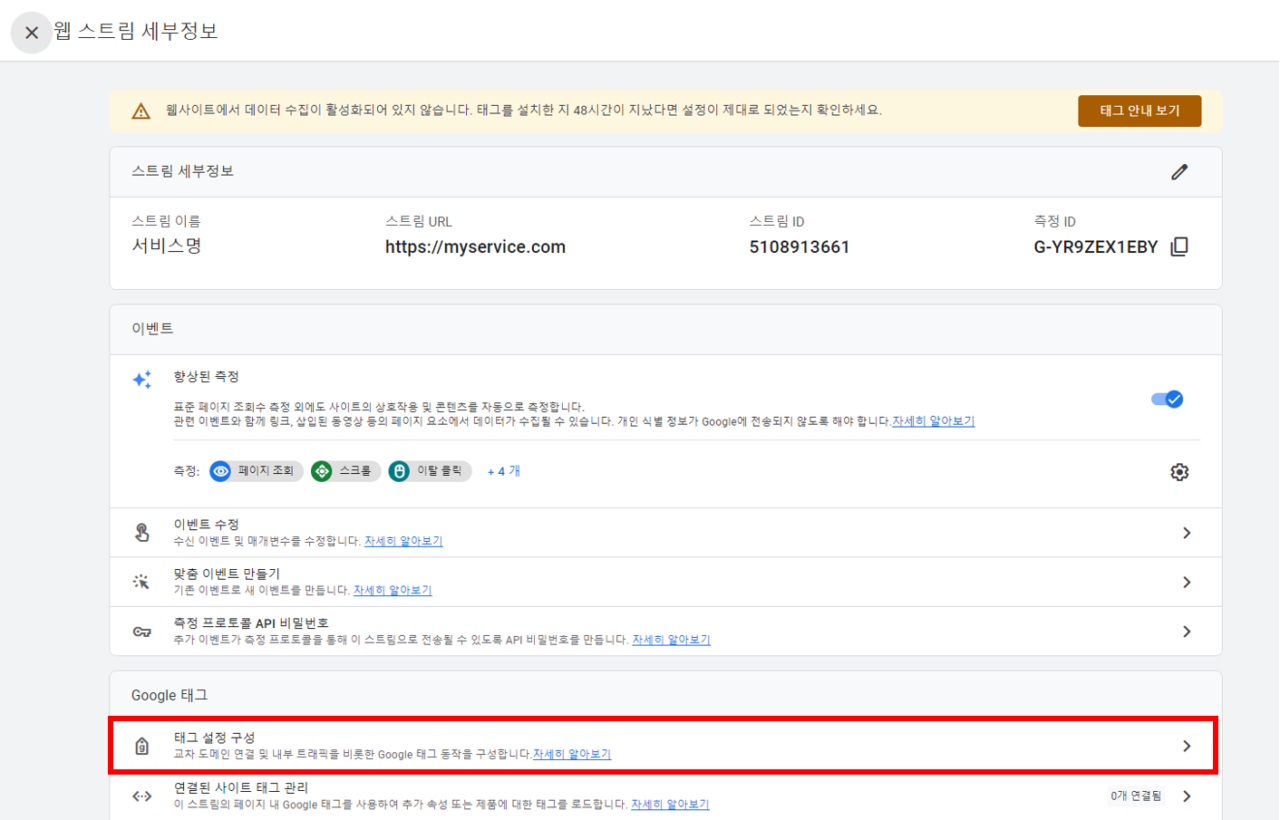 웹 스트림 세부정보
웹사이트에서 데이터 수집이 활성화되어 있지 않습니다. 태그를 설치한 지 48시간이 지났다면 설정이 제대로 되었는지 확인하세요.
태그 안내 보기
스트림 세부정보
스트림 이름
서비스명
스트림 URL
https://myservice.com
스트림 ID
5108913661
측정 ID
G-YR9ZEX1EBY
이벤트
향상된 측정
표준 페이지 조회수 측정 외에도 사이트의 상호작용 및 콘텐츠를 자동으로 측정합니다.
관련 이벤트와 함께 링크, 삽입된 동영상 등의 페이지 요소에서 데이터가 수집될 수 있습니다. 개인 식별 정보가 Google에 전송되지 않도록 해야 합니다.자세히 알아보기
측정: 페이지 조회 스크롤 이탈 클릭 + 4 개
이벤트 수정
수신 이벤트 및 매개변수를 수정합니다. 자세히 알아보기
맞춤 이벤트 만들기
기존 이벤트로 새 이벤트를 만듭니다. 자세히 알아보기
측정 프로토콜 API 비밀번호
추가 이벤트가 측정 프로토콜을 통해 이 스트림으로 전송될 수 있도록 API 비밀번호를 만듭니다. 자세히 알아보기
Google 태그
태그 설정 구성
교차 도메인 연결 및 내부 트래픽을 비롯한 Google 태그 동작을 구성합니다.자세히 알아보기
연결된 사이트 태그 관리
이 스트림의 페이지 내 Google 태그를 사용하여 추가 속성 또는 제품에 대한 태그를 로드합니다. 자세히 알아보기
0개 연결됨